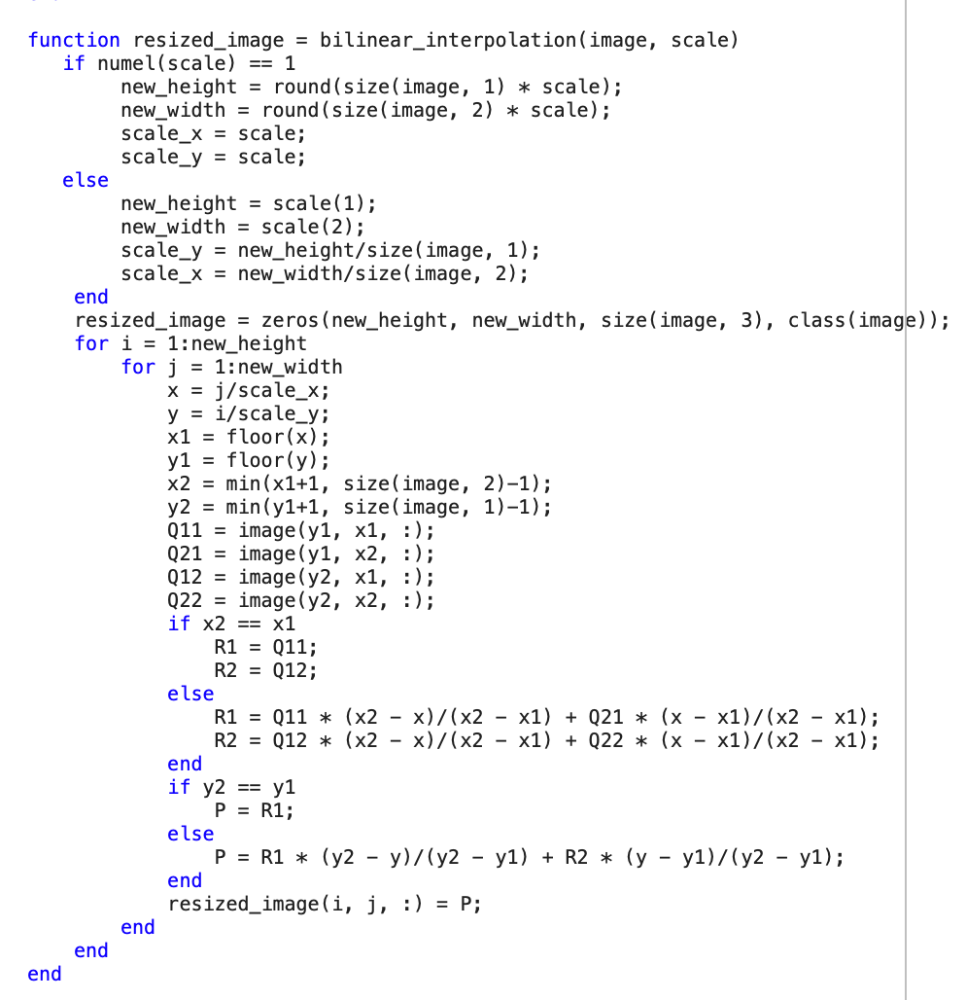 function resized_image = bilinear_interpolation(image, scale)
if numel(scale) == 1
new_height = round(size(image, 1) * scale);
new_width = round(size(image, 2) * scale);
scale_x = scale;
scale_y = scale;
else
new_height = scale(1);
new_width = scale(2);
scale_y = new_height/size(image, 1);
scale_x = new_width/size(image, 2);
end
resized_image = zeros(new_height, new_width, size(image, 3), class(image));
for i = 1:new_height
for j = 1:new_width
x = j/scale_x;
y = i/scale_y;
x1 = floor(x);
y1 = floor(y);
x2 = min(x1+1, size(image, 2)-1);
y2 = min(y1+1, size(image, 1)-1);
Q11 = image(y1, x1, :);
Q21 = image(y1, x2, :);
Q12 = image(y2, x1, :);
Q22 = image(y2, x2, :);
if x2 == x1
R1 = Q11;
R2 = Q12;
else
R1 = Q11 * (x2 - x)/(x2 - x1) + Q21 * (x - x1)/(x2 - x1);
R2 = Q12 * (x2 - x)/(x2 - x1) + Q22 * (x - x1)/(x2 - x1);
end
if y2 == y1
P = R1;
else
P = R1 * (y2 - y)/(y2 - y1) + R2 * (y - y1)/(y2 - y1);
end
resized_image(i, j, :) = P;
end
end
end